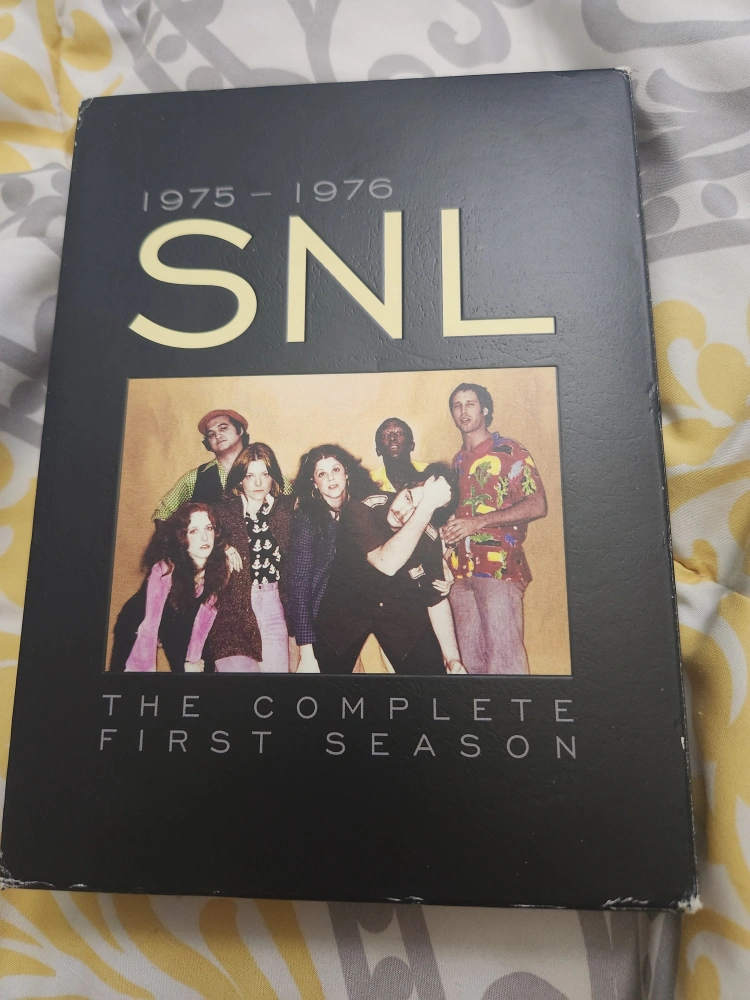 1975 – 1976
SNL
THE COMPLETE
FIRST SEASON